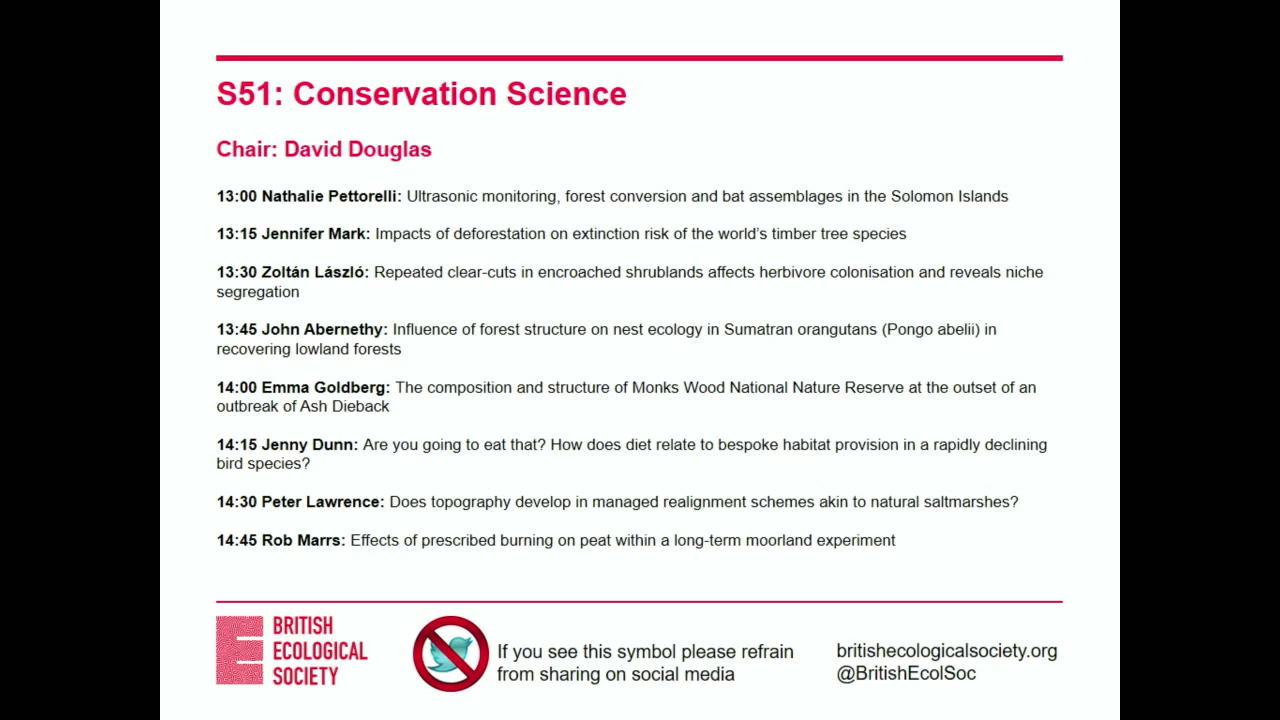 S51: Conservation Science
Chair: David Douglas
13:00 Nathalie Pettorelli: Ultrasonic monitoring, forest conversion and bat assemblages in the Solomon Islands
13:15 Jennifer Mark: Impacts of deforestation on extinction risk of the world's timber tree species
13:30 Zoltán László: Repeated clear-cuts in encroached shrublands affects herbivore colonisation and reveals niche
segregation
13:45 John Abernethy: Influence of forest structure on nest ecology in Sumatran orangutans (Pongo abelii) in
recovering lowland forests
14:00 Emma Goldberg: The composition and structure of Monks Wood National Nature Reserve at the outset of an
outbreak of Ash Dieback
14:15 Jenny Dunn: Are you going to eat that? How does diet relate to bespoke habitat provision in a rapidly declining
bird species?
14:30 Peter Lawrence: Does topography develop in managed realignment schemes akin to natural saltmarshes?
14:45 Rob Marrs: Effects of prescribed burning on peat within a long-term moorland experiment
BRITISH
ECOLOGICAL
SOCIETY
If you see this symbol please refrain
from sharing on social media
britishecologicalsociety.org
@BritishEcolSoc